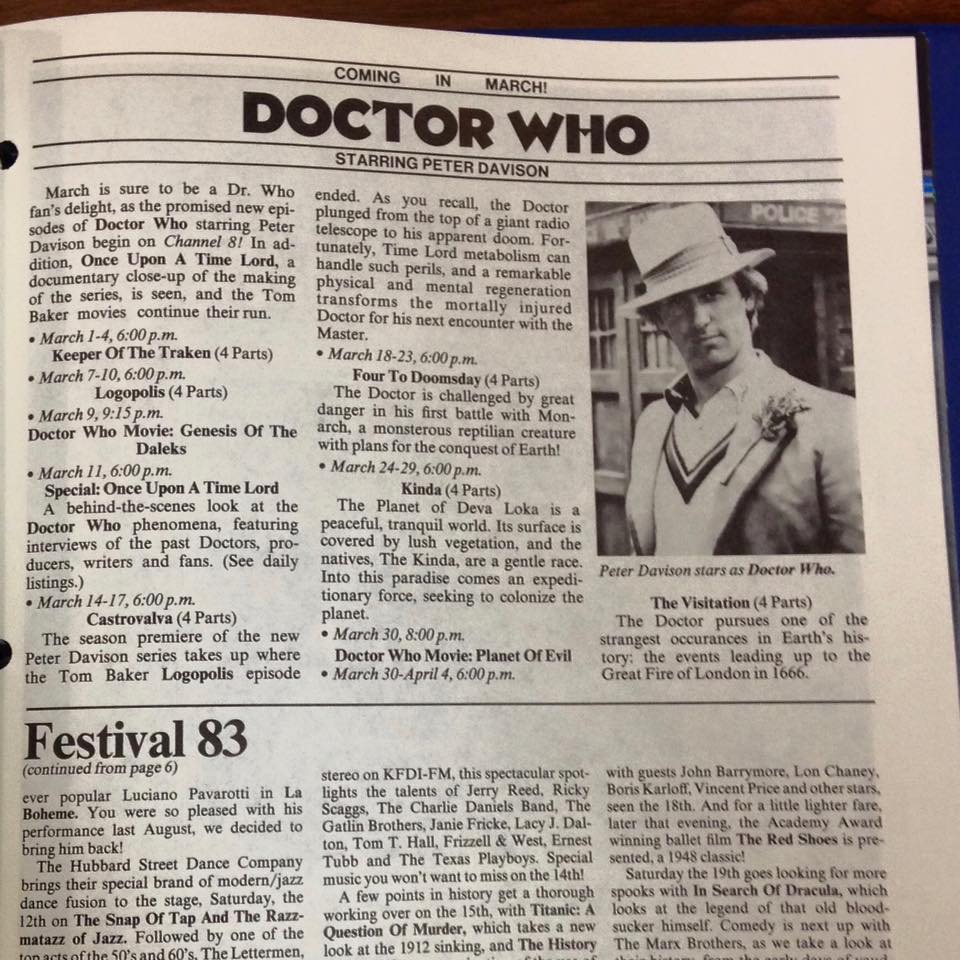 COMING IN MARCH!
DOCTOR WHO
STARRING PETER DAVISON
March is sure to be a Dr. Who
fan's delight, as the promised new epi-
sodes of Doctor Who starring Peter
Davison begin on Channel 8! In ad-
dition, Once Upon A Time Lord, a
documentary close-up of the making
of the series, is seen, and the Tom
Baker movies continue their run.
• March 1-4, 6:00 p.m.
Keeper Of The Traken (4 Parts)
• March 7-10, 6:00 p.m.
Logopolis (4 Parts)
• March 9, 9:15 p.m.
Doctor Who Movie: Genesis Of The
Daleks
• March 11, 6:00 p.m.
Special: Once Upon A Time Lord
A behind-the-scenes look at the
Doctor Who phenomena, featuring
interviews of the past Doctors, pro-
ducers, writers and fans. (See daily
listings.)
• March 14-17, 6:00 p.m.
Castrovalva (4 Parts)
The season premiere of the new
Peter Davison series takes up where
the Tom Baker Logopolis episode
ended. As you recall, the Doctor
plunged from the top of a giant radio
telescope to his apparent doom. For-
tunately, Time Lord metabolism can
handle such perils, and a remarkable
physical and mental regeneration
transforms the mortally injured
Doctor for his next encounter with the
Master.
• March 18-23, 6:00 p.m.
Four To Doomsday (4 Parts)
The Doctor is challenged by great
danger in his first battle with Mon-
arch, a monsterous reptilian creature
with plans for the conquest of Earth!
• March 24-29, 6:00 p.m.
Kinda (4 Parts)
The Planet of Deva Loka is a
peaceful, tranquil world. Its surface is
covered by lush vegetation, and the
natives, The Kinda, are a gentle race.
Into this paradise comes an expedi-
tionary force, seeking to colonize the
planet.
• March 30, 8:00 p.m.
Doctor Who Movie: Planet Of Evil
• March 30-April 4, 6:00 p.m.
POLICE
Peter Davison stars as Doctor Who.
The Visitation (4 Parts)
The Doctor pursues one of the
strangest occurances in Earth's his-
tory: the events leading up to the
Great Fire of London in 1666.
Festival 83
(continued from page 6)
ever popular Luciano Pavarotti in La
Boheme. You were so pleased with his
performance last August, we decided to
bring him back!
The Hubbard Street Dance Company
brings their special brand of modern/jazz
dance fusion to the stage, Saturday, the
12th on The Snap Of Tap And The Razz-
matazz of Jazz. Followed by one of the
top acts of the 50's and 60's, The Lettermen,
stereo on KFDI-FM, this spectacular spot-
lights the talents of Jerry Reed, Ricky
Scaggs, The Charlie Daniels Band, The
Gatlin Brothers, Janie Fricke, Lacy J. Dal-
ton, Tom T. Hall, Frizzell & West, Ernest
Tubb and The Texas Playboys. Special
music you won't want to miss on the 14th!
A few points in history get a thorough
working over on the 15th, with Titanic: A
Question Of Murder, which takes a new
look at the 1912 sinking, and The History
with guests John Barrymore, Lon Chaney,
Boris Karloff, Vincent Price and other stars,
seen the 18th. And for a little lighter fare,
later that evening, the Academy Award
winning ballet film The Red Shoes is pre-
sented, a 1948 classic!
Saturday the 19th goes looking for more
spooks with In Search Of Dracula, which
looks at the legend of that old blood-
sucker himself. Comedy is next up with
The Marx Brothers, as we take a look at